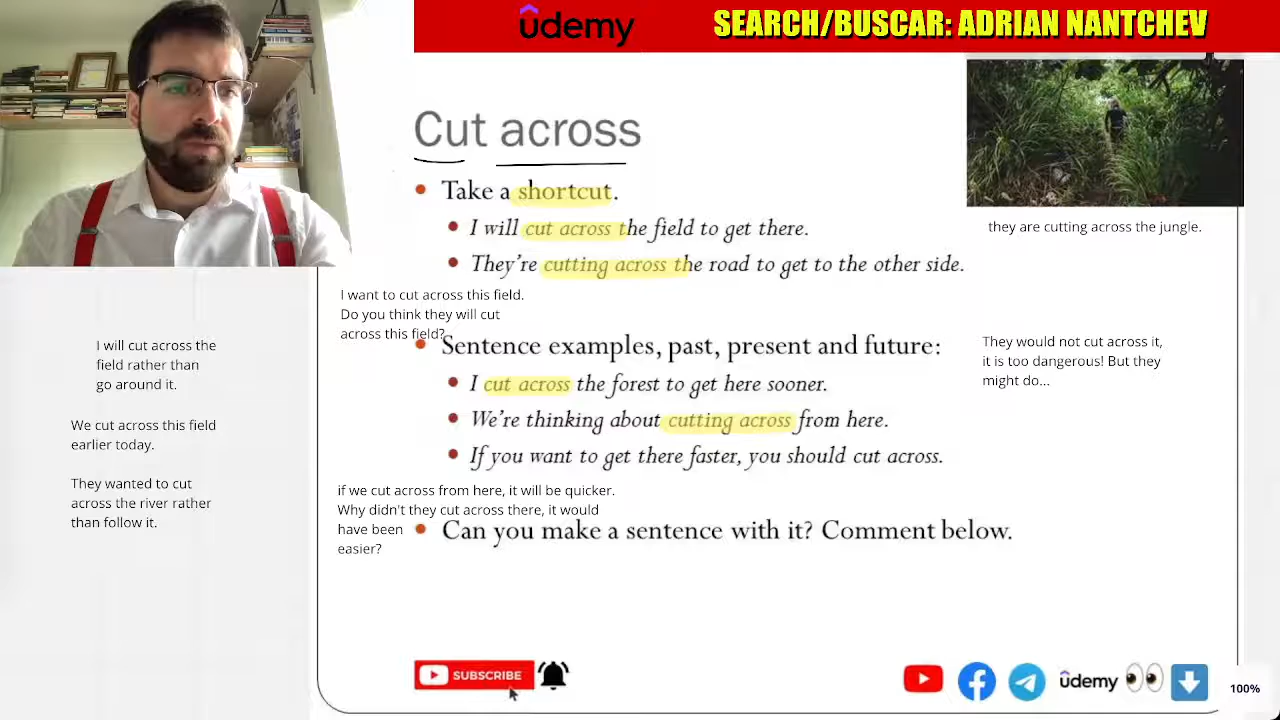 ûdemy
SEARCH/BUSCAR: ADRIAN NANTCHEV
Cut across
Take a shortcut.
I will cut across the field to get there.
They're cutting across the road to get to the other side.
they are cutting across the jungle.
I want to cut across this field.
Do you think they will cut
across this field?
Sentence examples, past, present and future:
I cut across the forest to get here sooner.
We're thinking about cutting across from here.
If you want to get there faster, you should cut across.
They would not cut across it,
it is too dangerous! But they
might do...
I will cut across the
field rather than
go around it.
We cut across this field
earlier today.
They wanted to cut
across the river rather
than follow it.
if we cut across from here, it will be quicker.
Why didn't they cut across there, it would
have been
easier?
Can you make a sentence with it? Comment below.
SUBSCRIBE
ûdemy
100%